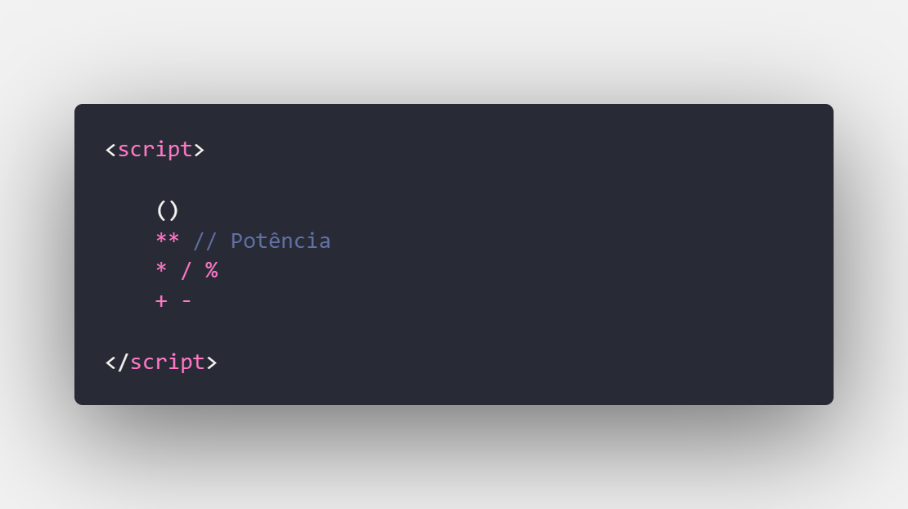 <script>
()
** // Potência
* / %
+ -
</script>